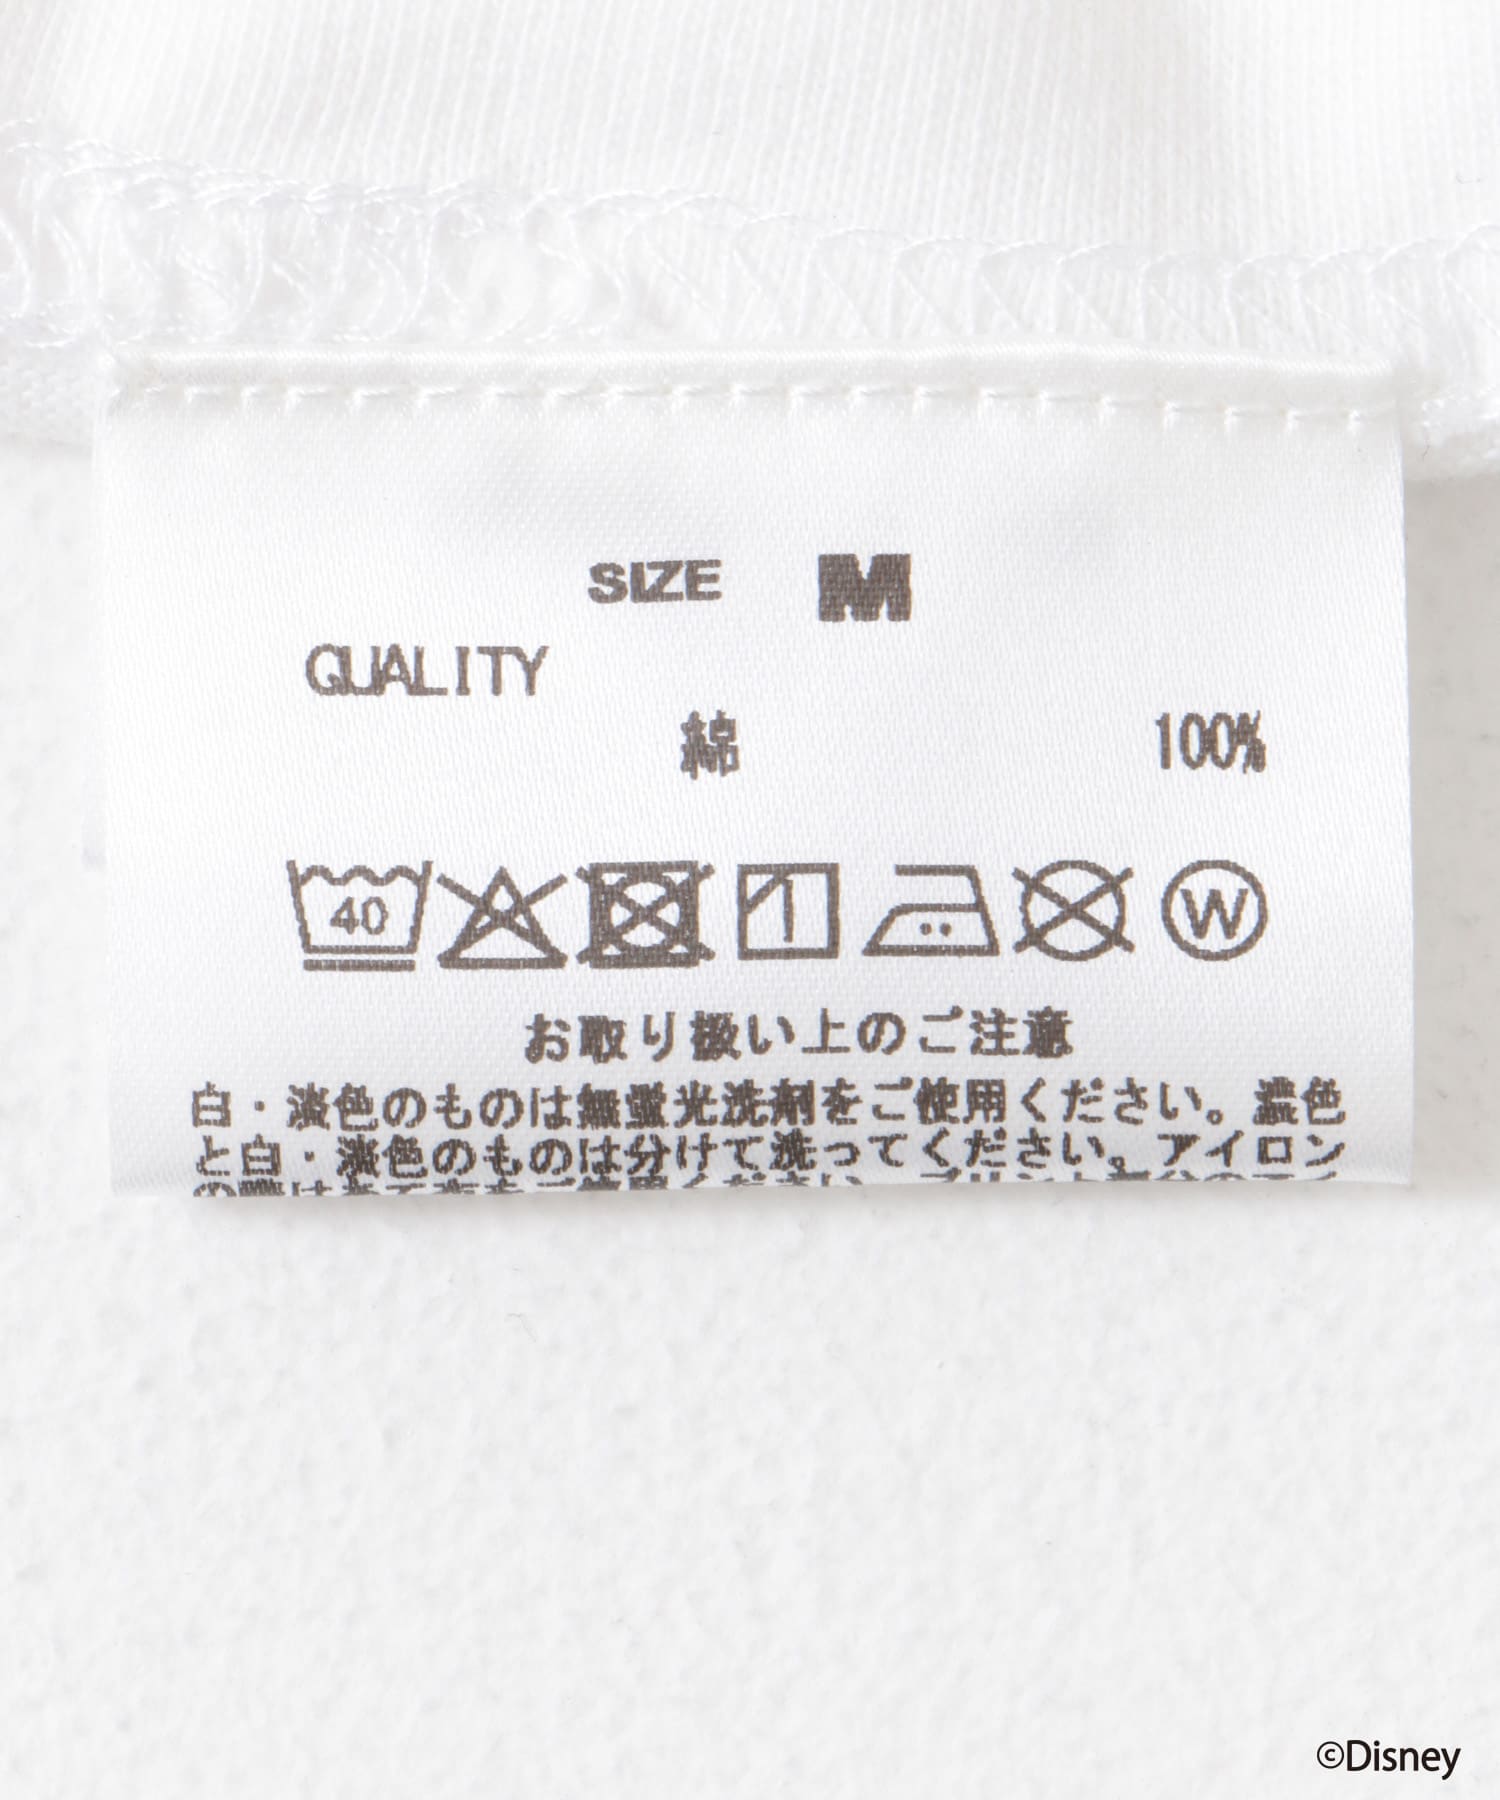 SIZE M
QUALITY
綿 100%
40
W
お取り扱い上のご注意
白・淡色のものは無蛍光洗剤をご使用ください。濃色
と白・淡色のものは分けて洗ってください。アイロン
©Disney